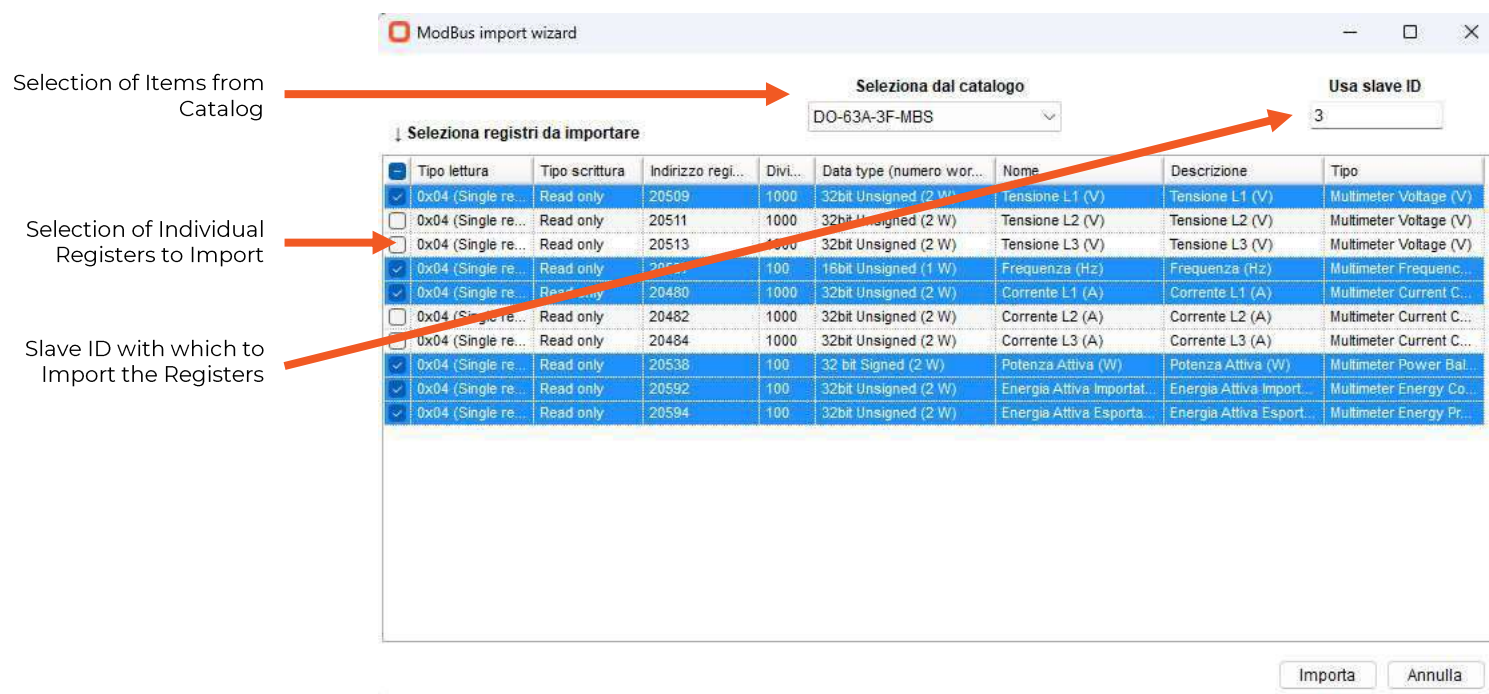 ModBus import wizard
Selection of Items from
Catalog
Seleziona dal catalogo
Usa slave ID
DO-63A-3F-MBS
3
↓ Seleziona registri da importare
Tipo lettura Tipo scrittura Indirizzo regi... Divi... Data type (numero wor... Nome Descrizione Tipo
0x04 (Single re... Read only 20509 1000 32bit Unsigned (2 W) Tensione L1 (V) Tensione L1 (V) Multimeter Voltage (V)
0x04 (Single re... Read only 20511 1000 32bit Unsigned (2 W) Tensione L2 (V) Tensione L2 (V) Multimeter Voltage (V)
0x04 (Single re... Read only 20513 1000 32bit Unsigned (2 W) Tensione L3 (V) Tensione L3 (V) Multimeter Voltage (V)
0x04 (Single re... Read only 100 16bit Unsigned (1 W) Frequenza (Hz) Frequenza (Hz) Multimeter Frequenc...
0x04 (Single re... Read only 20480 1000 32bit Unsigned (2 W) Corrente L1 (A) Corrente L1 (A) Multimeter Current C...
0x04 (Single re... Read only 20482 1000 32bit Unsigned (2 W) Corrente L2 (A) Corrente L2 (A) Multimeter Current C...
0x04 (Single re... Read only 20484 1000 32bit Unsigned (2 W) Corrente L3 (A) Corrente L3 (A) Multimeter Current C...
0x04 (Single re... Read only 20538 100 32 bit Signed (2 W) Potenza Attiva (W) Potenza Attiva (W) Multimeter Power Bal...
0x04 (Single re... Read only 20592 100 32bit Unsigned (2 W) Energia Attiva Importat... Energia Attiva Import... Multimeter Energy Co...
0x04 (Single re... Read only 20594 100 32bit Unsigned (2 W) Energia Attiva Esporta... Energia Attiva Esport... Multimeter Energy Pr...
Selection of Individual
Registers to Import
Slave ID with which to
Import the Registers
Importa Annulla